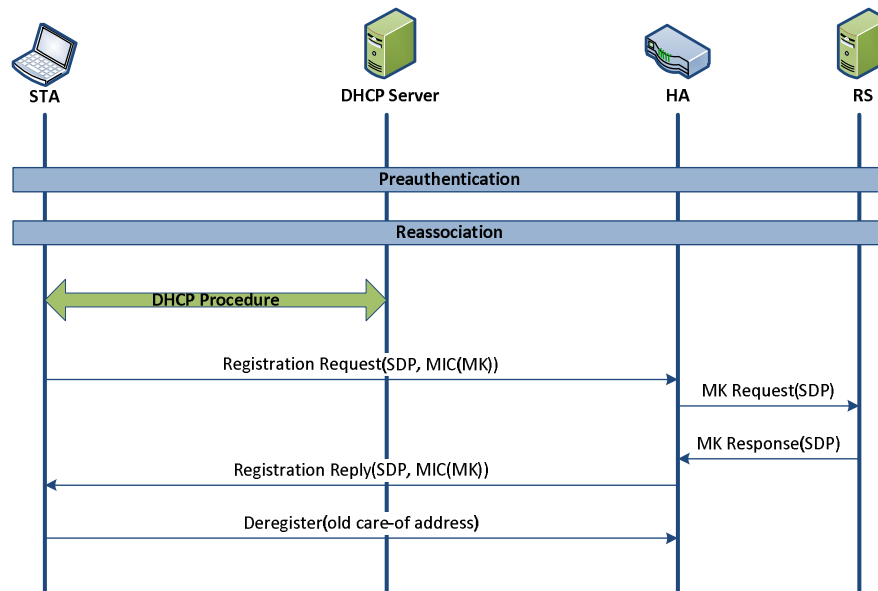 STA
DHCP Server
HA
RS
Preauthentication
Reassociation
DHCP Procedure
Registration Request(SDP, MIC(MK))
MK Request(SDP)
MK Response(SDP)
Registration Reply(SDP, MIC(MK))
Deregister(old care-of address)